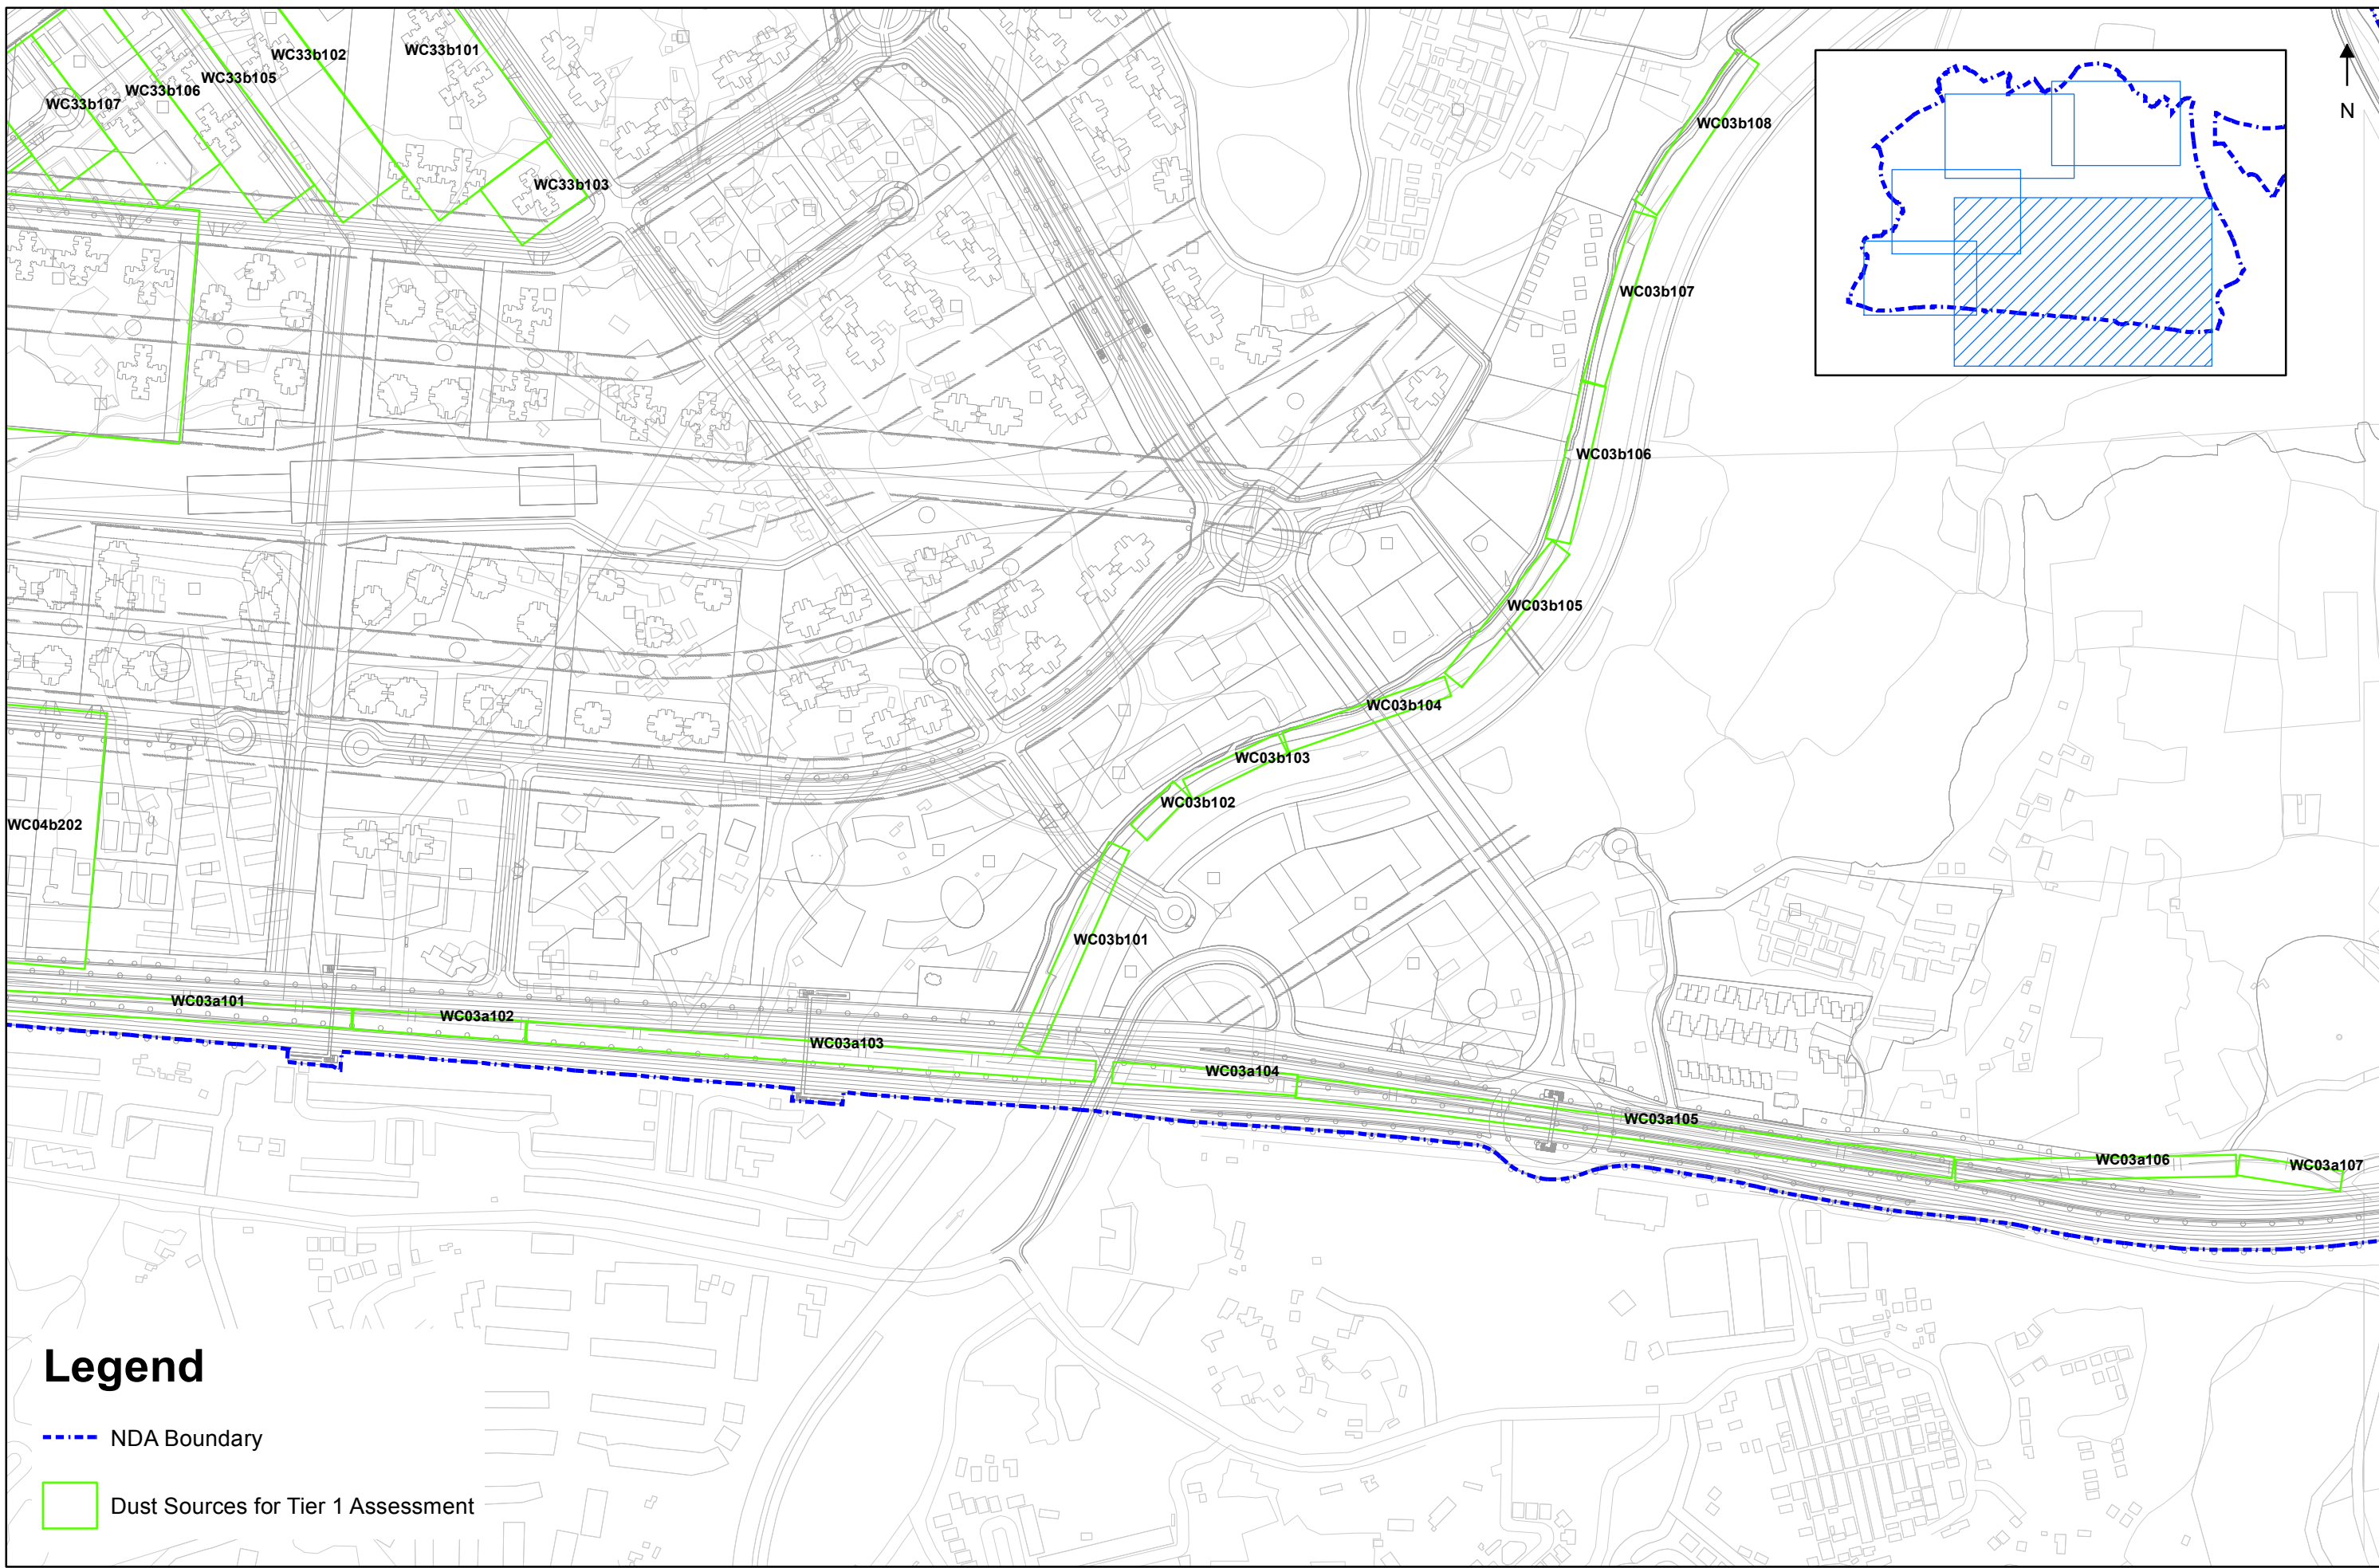 WC33b101
WC33b102
WC33b105
WC33b106
WC33b107
WC33b103
WC03b108
N
WC03b107
WC03b106
WC03b105
WC03b104
WC03b103
WC03b102
WC04b202
WC03b101
WC03a101
WC03a102
WC03a103
WC03a104
WC03a105
WC03a106
WC03a107
Legend
NDA Boundary
Dust Sources for Tier 1 Assessment